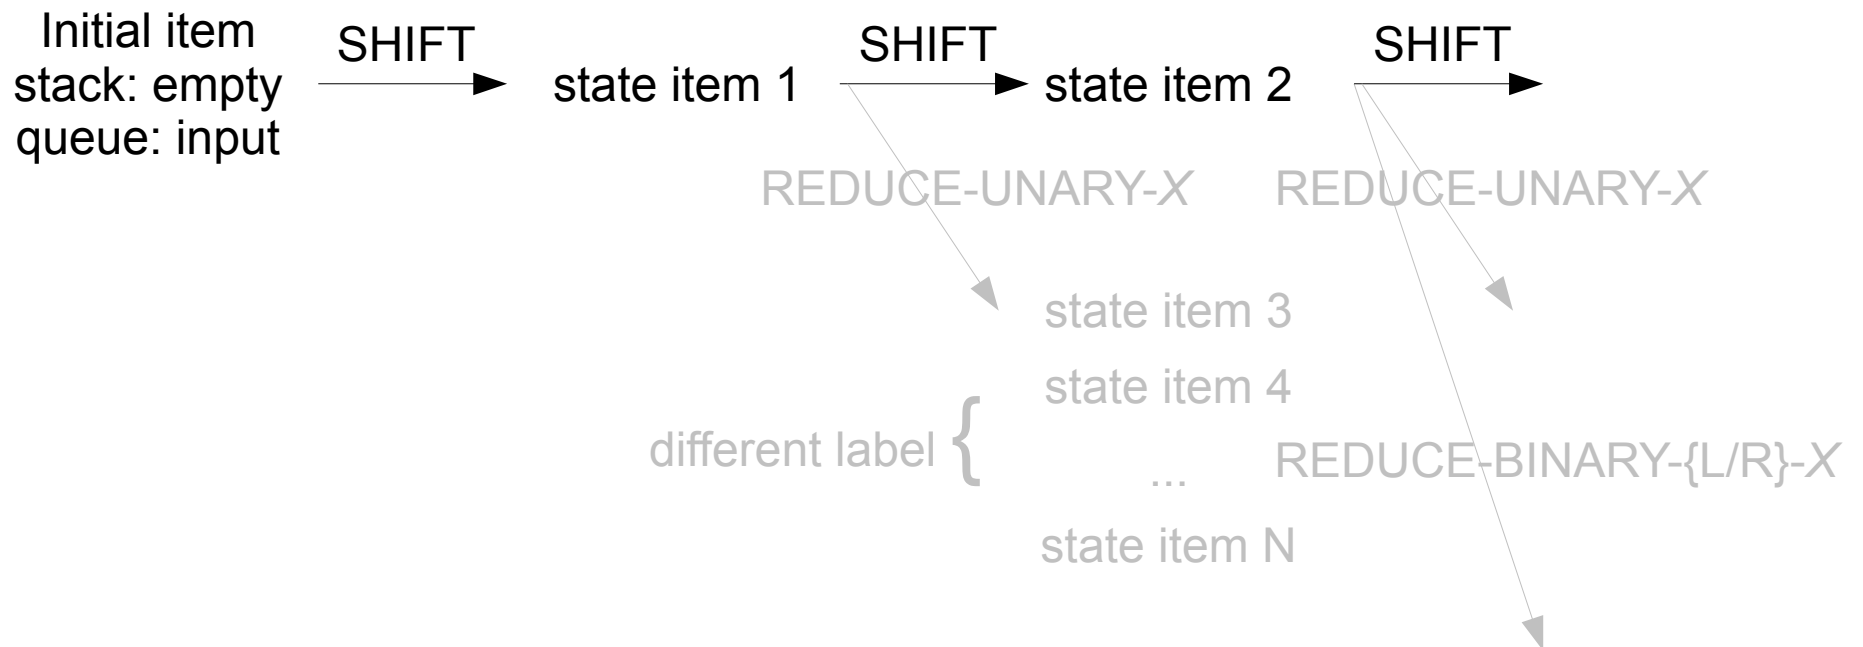 Initial item
stack: empty
queue: input
SHIFT
state item 1
SHIFT
state item 2
SHIFT
REDUCE-UNARY-X
REDUCE-UNARY-X
state item 3
state item 4
different label {
...
REDUCE-BINARY-{L/R}-X
state item N